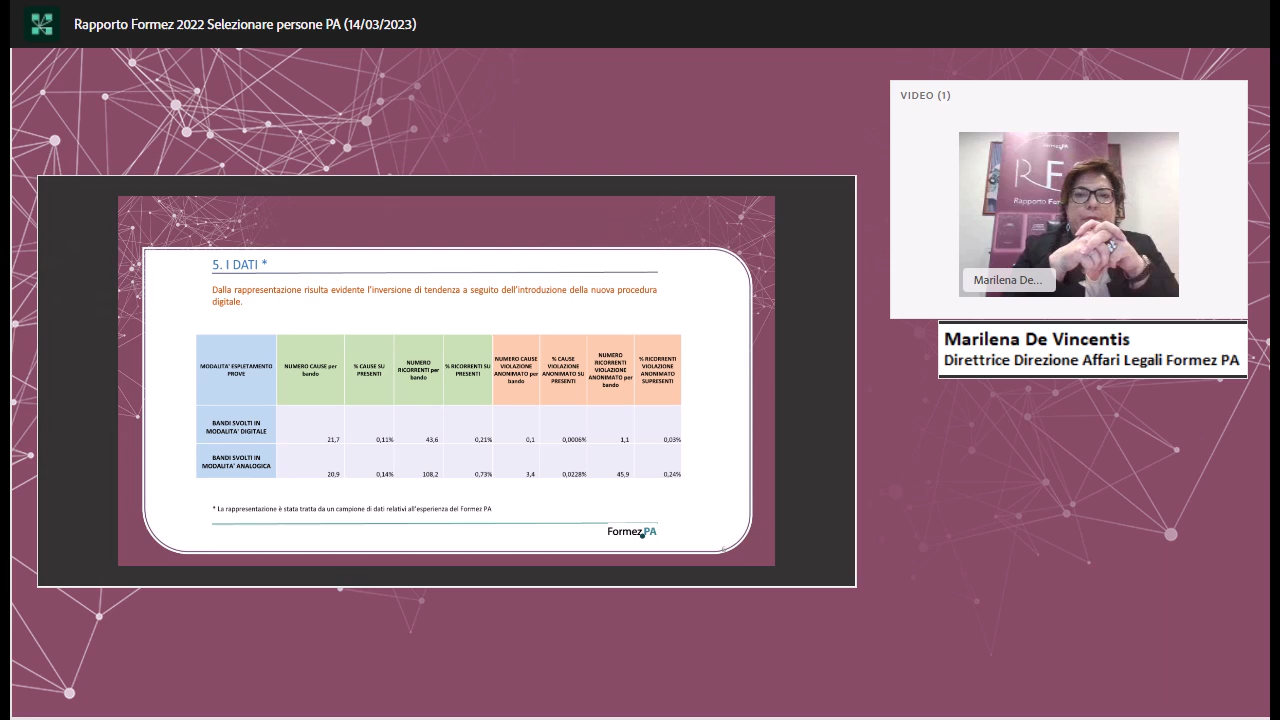 Rapporto Formez 2022 Selezionare persone PA (14/03/2023)
VIDEO (1)
Rapporto
Marilena De...
Marilena De Vincentis
Direttrice Direzione Affari Legali Formez PA
5. I DATI *
Dalla rappresentazione risulta evidente l'inversione di tendenza a seguito dell'introduzione della nuova procedura
digitale.
MODALITA' ESPLETAMENTO
PROVE
NUMERO CAUSE per
bando
% CAUSE SU
PRESENTI
NUMERO
RICORRENTI per
bando
% RICORRENTI SU
PRESENTI
NUMERO CAUSE
VIOLAZIONE
ANONIMATO per
bando
% CAUSE
VIOLAZIONE
ANONIMATO SU
PRESENTI
NUMERO
RICORRENTI
VIOLAZIONE
ANONIMATO per
bando
% RICORRENTI
VIOLAZIONE
ANONIMATO
SUPRESENTI
BANDI SVOLTI IN
MODALITA' DIGITALE
21,7 0,11% 43,6 0,21% 0,1 0,0006% 1,1 0,03%
BANDI SVOLTI IN
MODALITA' ANALOGICA
20,9 0,14% 108,2 0,73% 3,4 0,0228% 45,9 0,24%
* La rappresentazione è stata tratta da un campione di dati relativi all'esperienza del Formez PA
Formez PA
6